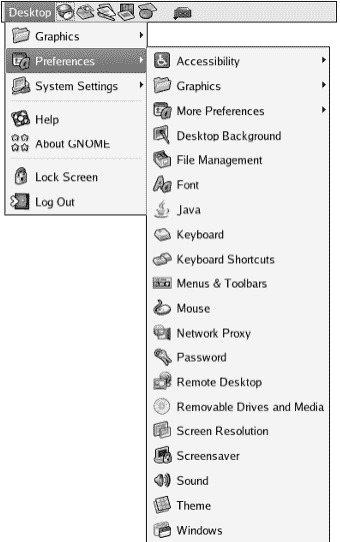 Desktop
Graphics
Preferences
System Settings
Help
About GNOME
Lock Screen
Log Out
Accessibility
Graphics
More Preferences
Desktop Background
File Management
Font
Java
Keyboard
Keyboard Shortcuts
Menus & Toolbars
Mouse
Network Proxy
Password
Remote Desktop
Removable Drives and Media
Screen Resolution
Screensaver
Sound
Theme
Windows